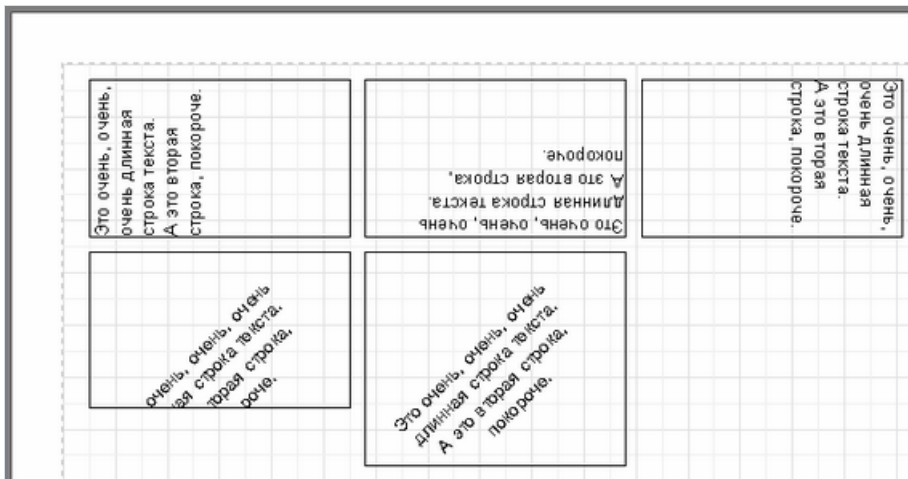 Это очень, очень,
очень длинная
строка текста.
А это вторая
строка, покороче.
Это очень, очень, очень
длинная строка текста.
А это вторая строка,
покороче.
Это очень, очень,
очень длинная
строка текста.
А это вторая
строка, покороче.
очень, очень, очень
строка текста.
строка,
Это очень, очень, очень
длинная строка текста.
А это вторая строка,
покороче.